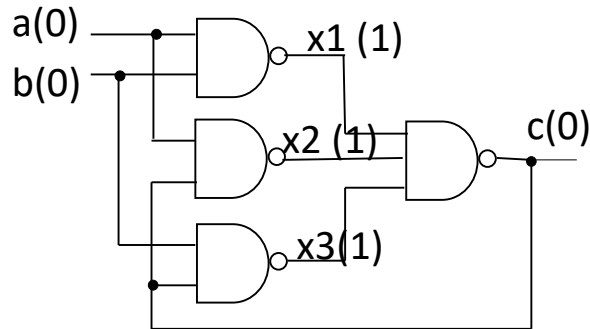 a(0)
x1 (1)
b(0)
c(0)
x2 (1)
x3(1)